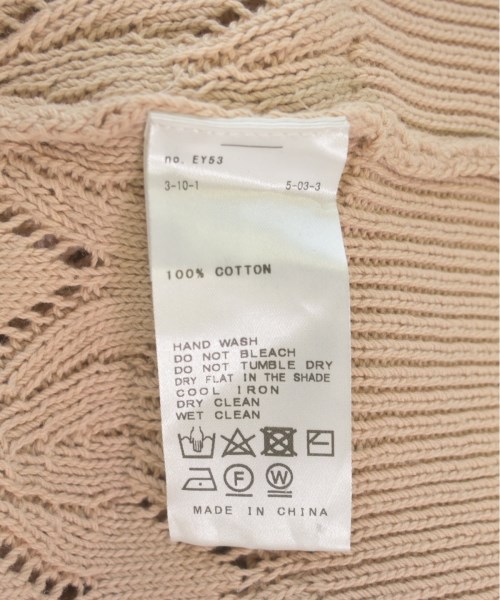 no. EY53
3-10-1 5-03-3
100% COTTON
HAND WASH
DO NOT BLEACH
DO NOT TUMBLE DRY
DRY FLAT IN THE SHADE
COOL IRON
DRY CLEAN
WET CLEAN
F W
MADE IN CHINA